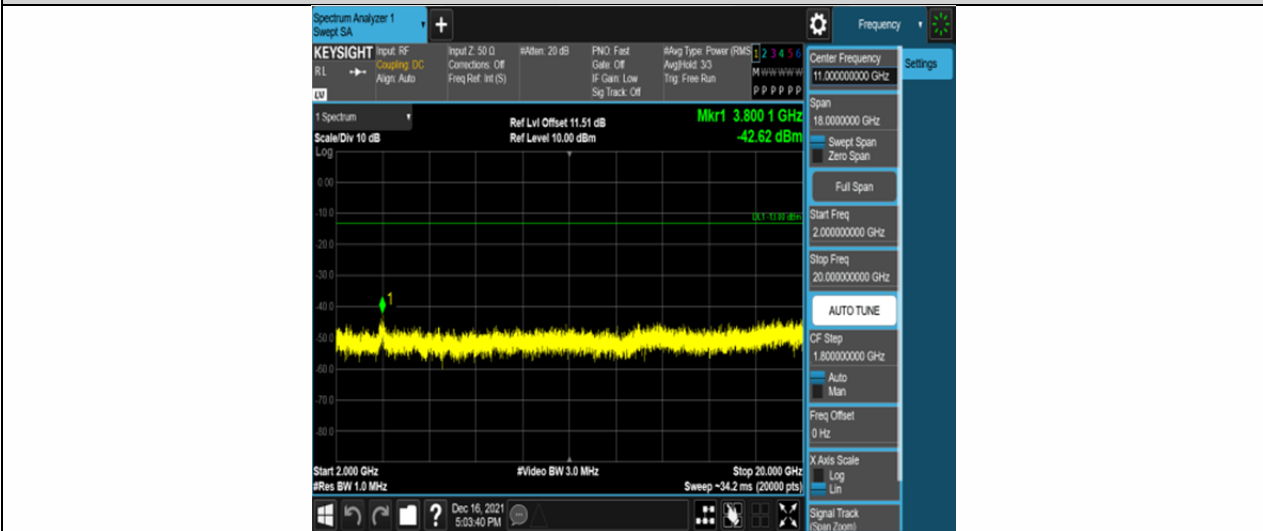 Spectrum Analyzer 1
Swept SA
+
Frequency
KEYSIGHT
RL
LV
Input: RF
Coupling: DC
Align: Auto
Input Z: 50 Ω
Corrections: Off
Freq Ref: Int (S)
#Atten: 20 dB
PNO: Fast
Gate: Off
IF Gain: Low
Sig Track: Off
#Avg Type: Power (RMS
Avg|Hold: 3/3
Trig: Free Run
1 2 3 4 5 6
M W W W W W
P P P P P P
1 Spectrum
Scale/Div 10 dB
Log
Ref Lvl Offset 11.51 dB
Ref Level 10.00 dBm
Mkr1 3.800 1 GHz
-42.62 dBm
0.00
-10.0
-20.0
-30.0
-40.0
-50.0
-60.0
-70.0
-80.0
DL1 -13.00 dBm
1
Start 2.000 GHz
#Res BW 1.0 MHz
#Video BW 3.0 MHz
Stop 20.000 GHz
Sweep ~34.2 ms (20000 pts)
Dec 16, 2021
5:03:40 PM
Center Frequency
11.000000000 GHz
Settings
Span
18.0000000 GHz
Swept Span
Zero Span
Full Span
Start Freq
2.000000000 GHz
Stop Freq
20.000000000 GHz
AUTO TUNE
CF Step
1.800000000 GHz
Auto
Man
Freq Offset
0 Hz
X Axis Scale
Log
Lin
Signal Track
(Span Zoom)